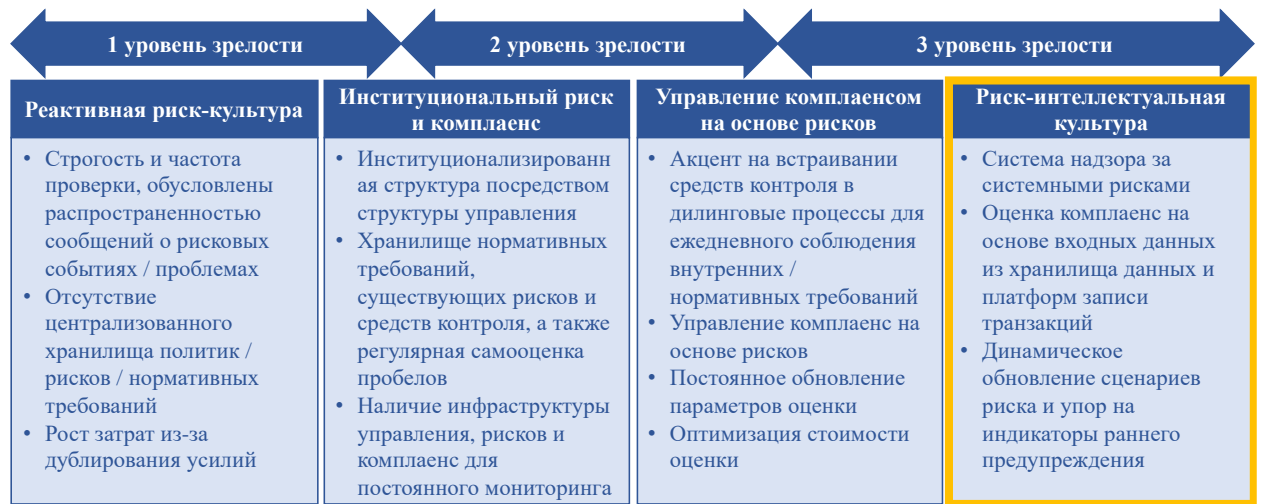 1 уровень зрелости
2 уровень зрелости
3 уровень зрелости
Реактивная риск-культура
• Строгость и частота
проверки, обусловлены
распространенностью
сообщений о рисковых
событиях / проблемах
• Отсутствие
централизованного
хранилища политик /
рисков / нормативных
требований
• Рост затрат из-за
дублирования усилий
Институциональный риск
и комплаенс
• Институционализированн
ая структура посредством
структуры управления
• Хранилище нормативных
требований,
существующих рисков и
средств контроля, а также
регулярная самооценка
пробелов
• Наличие инфраструктуры
управления, рисков и
комплаенс для
постоянного мониторинга
Управление комплаенсом
на основе рисков
• Акцент на встраивании
средств контроля в
дилинговые процессы для
ежедневного соблюдения
внутренних /
нормативных требований
• Управление комплаенс на
основе рисков
• Постоянное обновление
параметров оценки
• Оптимизация стоимости
оценки
Риск-интеллектуальная
культура
• Система надзора за
системными рисками
• Оценка комплаенс на
основе входных данных
из хранилища данных и
платформ записи
транзакций
• Динамическое
обновление сценариев
риска и упор на
индикаторы раннего
предупреждения